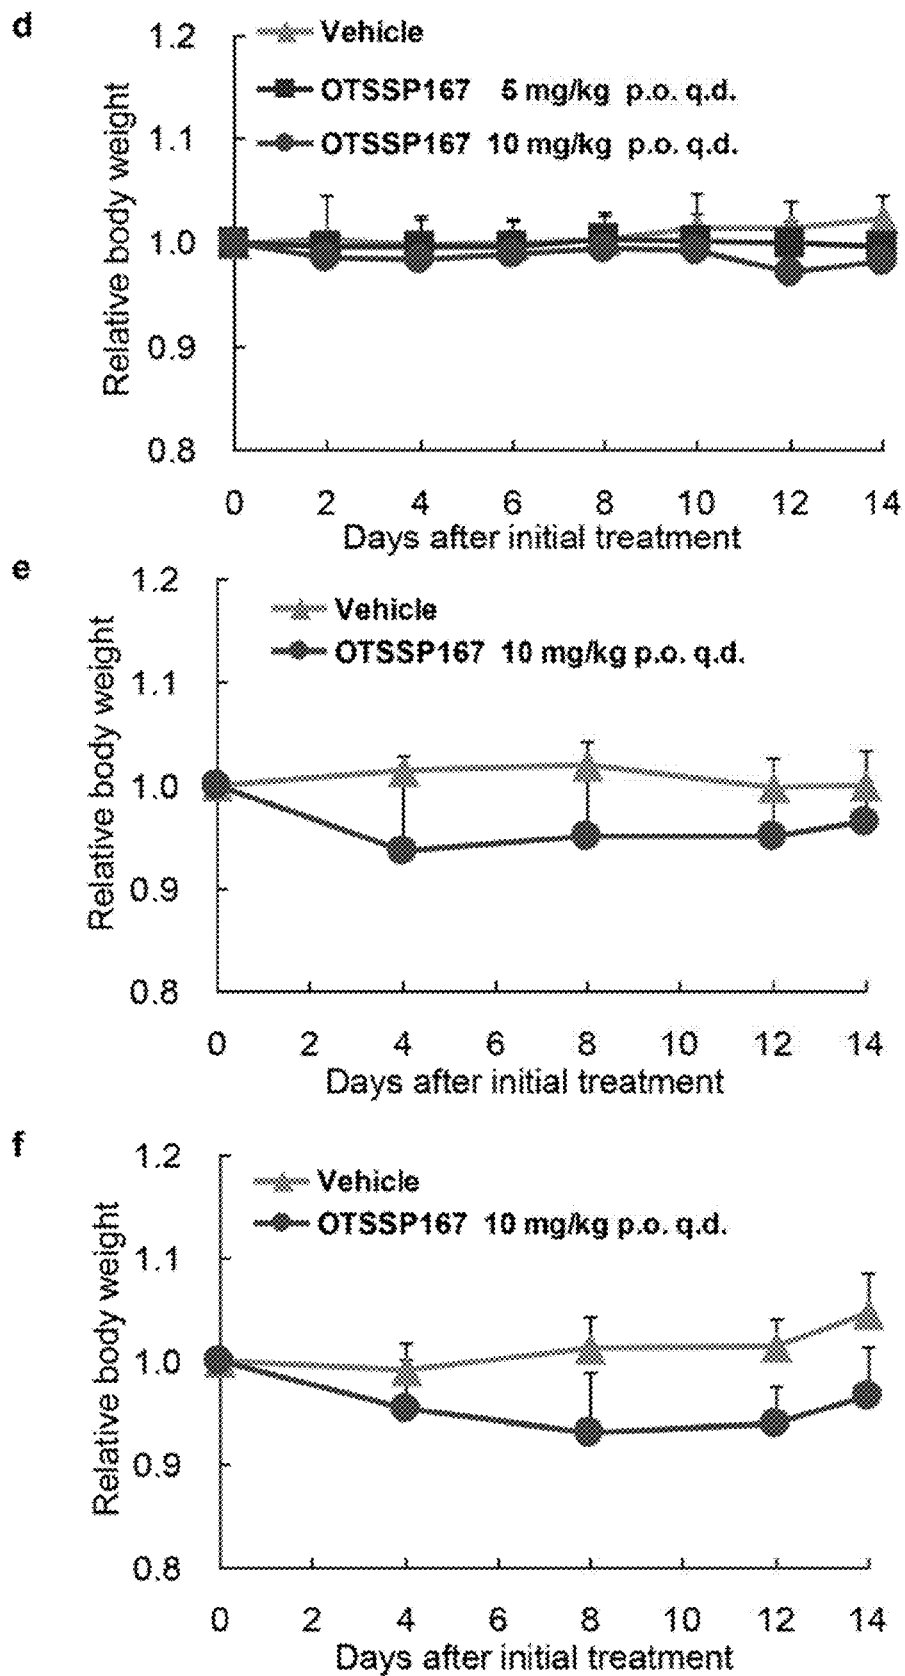 d
Relative body weight
1.2
1.1
1.0
0.9
0.8
Vehicle
OTSSP167 5 mg/kg p.o. q.d.
OTSSP167 10 mg/kg p.o. q.d.
0 2 4 6 8 10 12 14
Days after initial treatment
e
Relative body weight
1.2
1.1
1.0
0.9
0.8
Vehicle
OTSSP167 10 mg/kg p.o. q.d.
0 2 4 6 8 10 12 14
Days after initial treatment
f
Relative body weight
1.2
1.1
1.0
0.9
0.8
Vehicle
OTSSP167 10 mg/kg p.o. q.d.
0 2 4 6 8 10 12 14
Days after initial treatment